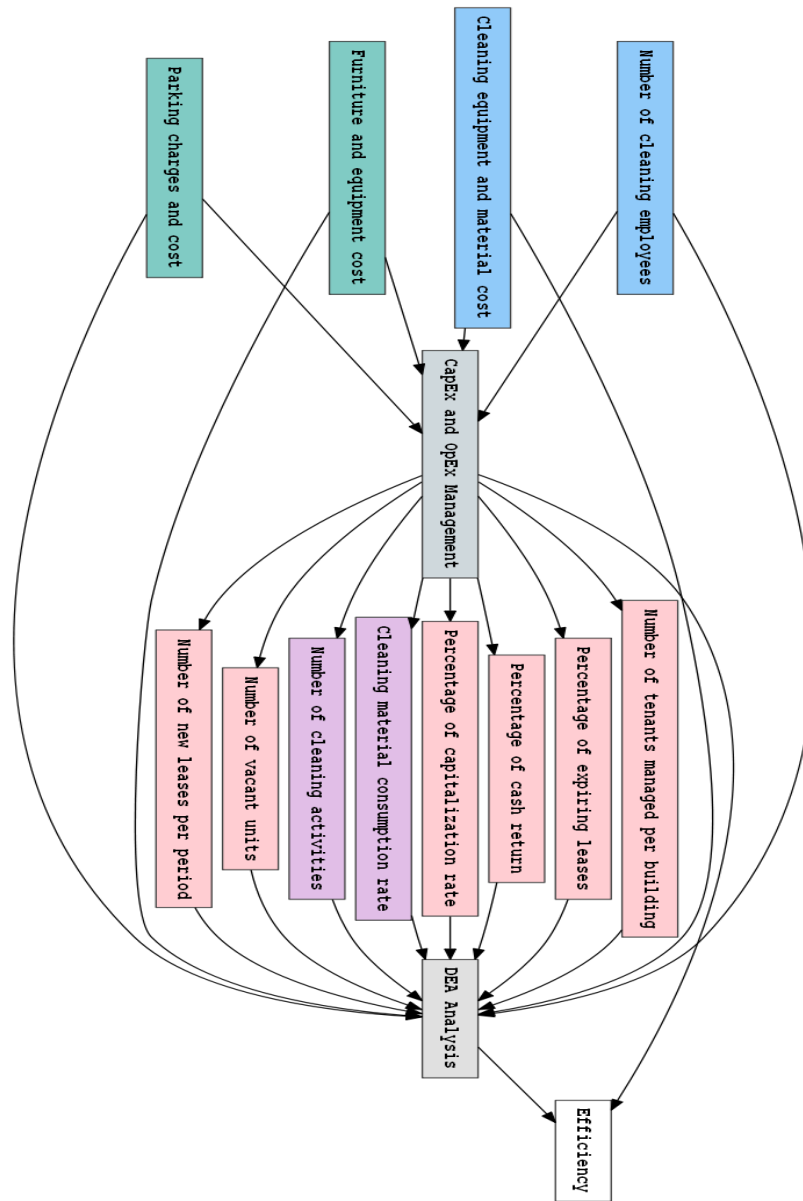 Number of cleaning employees
Cleaning equipment and material cost
Furniture and equipment cost
Parking charges and cost
CapEx and OpEx Management
Number of tenants managed per building
Percentage of expiring leases
Percentage of cash return
Percentage of capitalization rate
Cleaning material consumption rate
Number of cleaning activities
Number of vacant units
Number of new leases per period
DEA Analysis
Efficiency